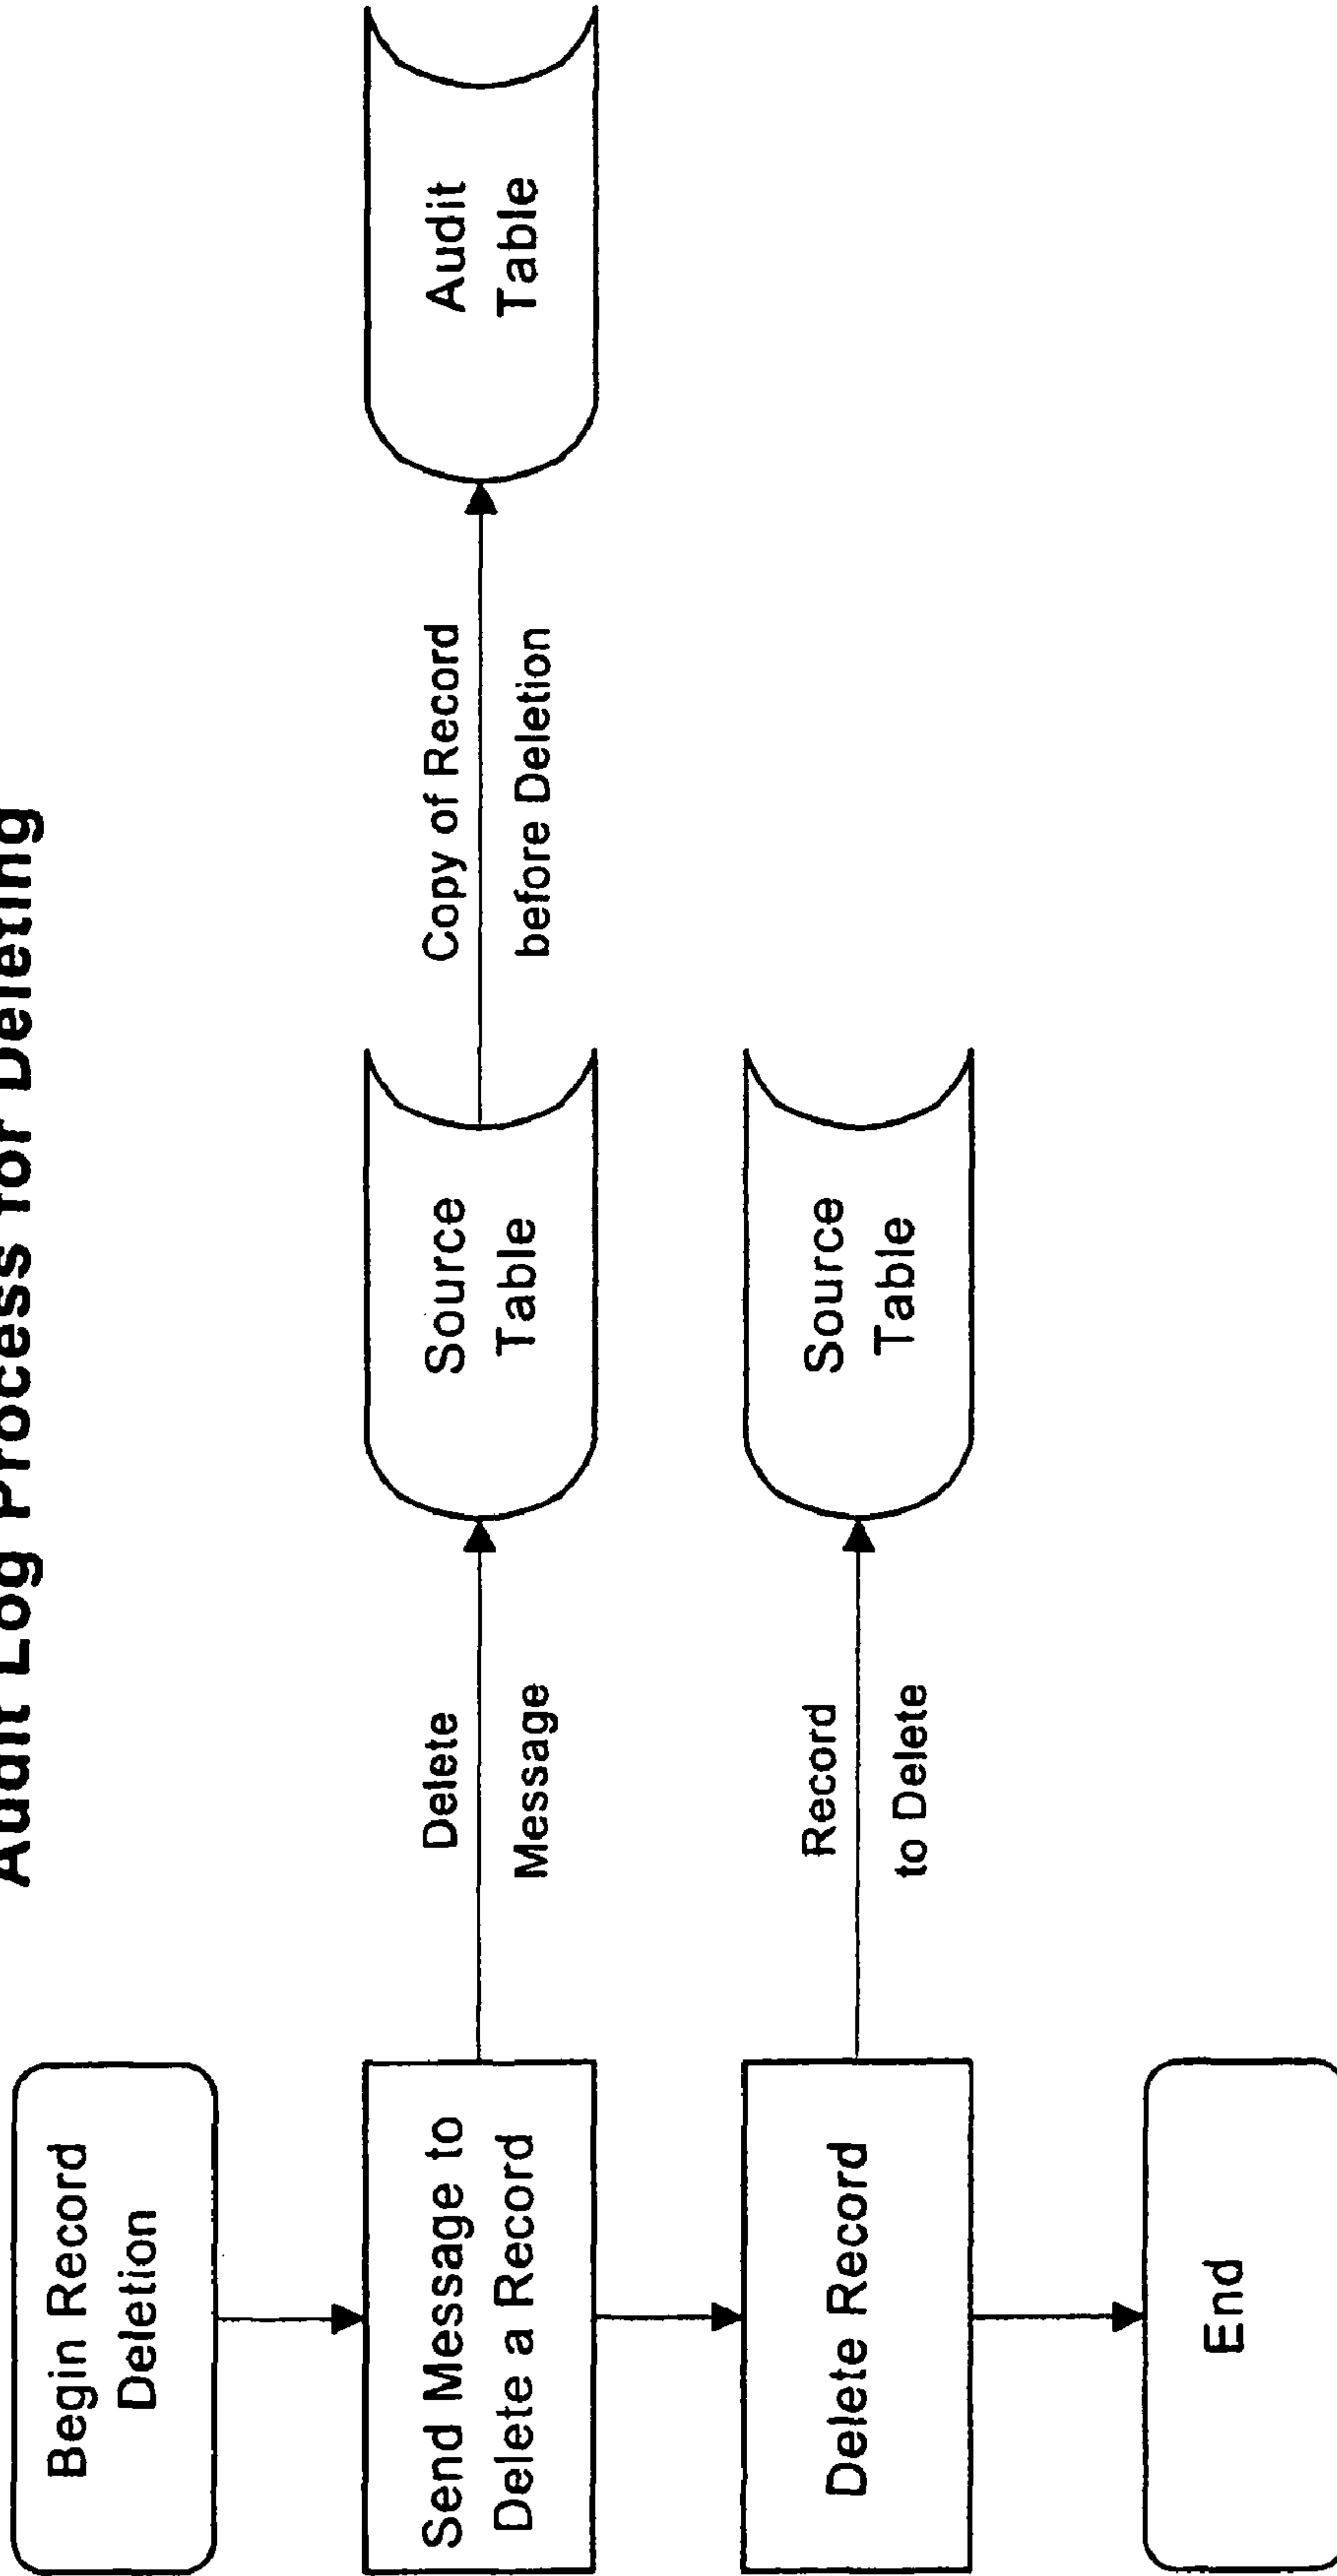 Audit Log Process for Deleting
Begin Record
Deletion
Send Message to
Delete a Record
Delete
Message
Source
Table
Copy of Record
before Deletion
Audit
Table
Delete Record
Record
to Delete
Source
Table
End